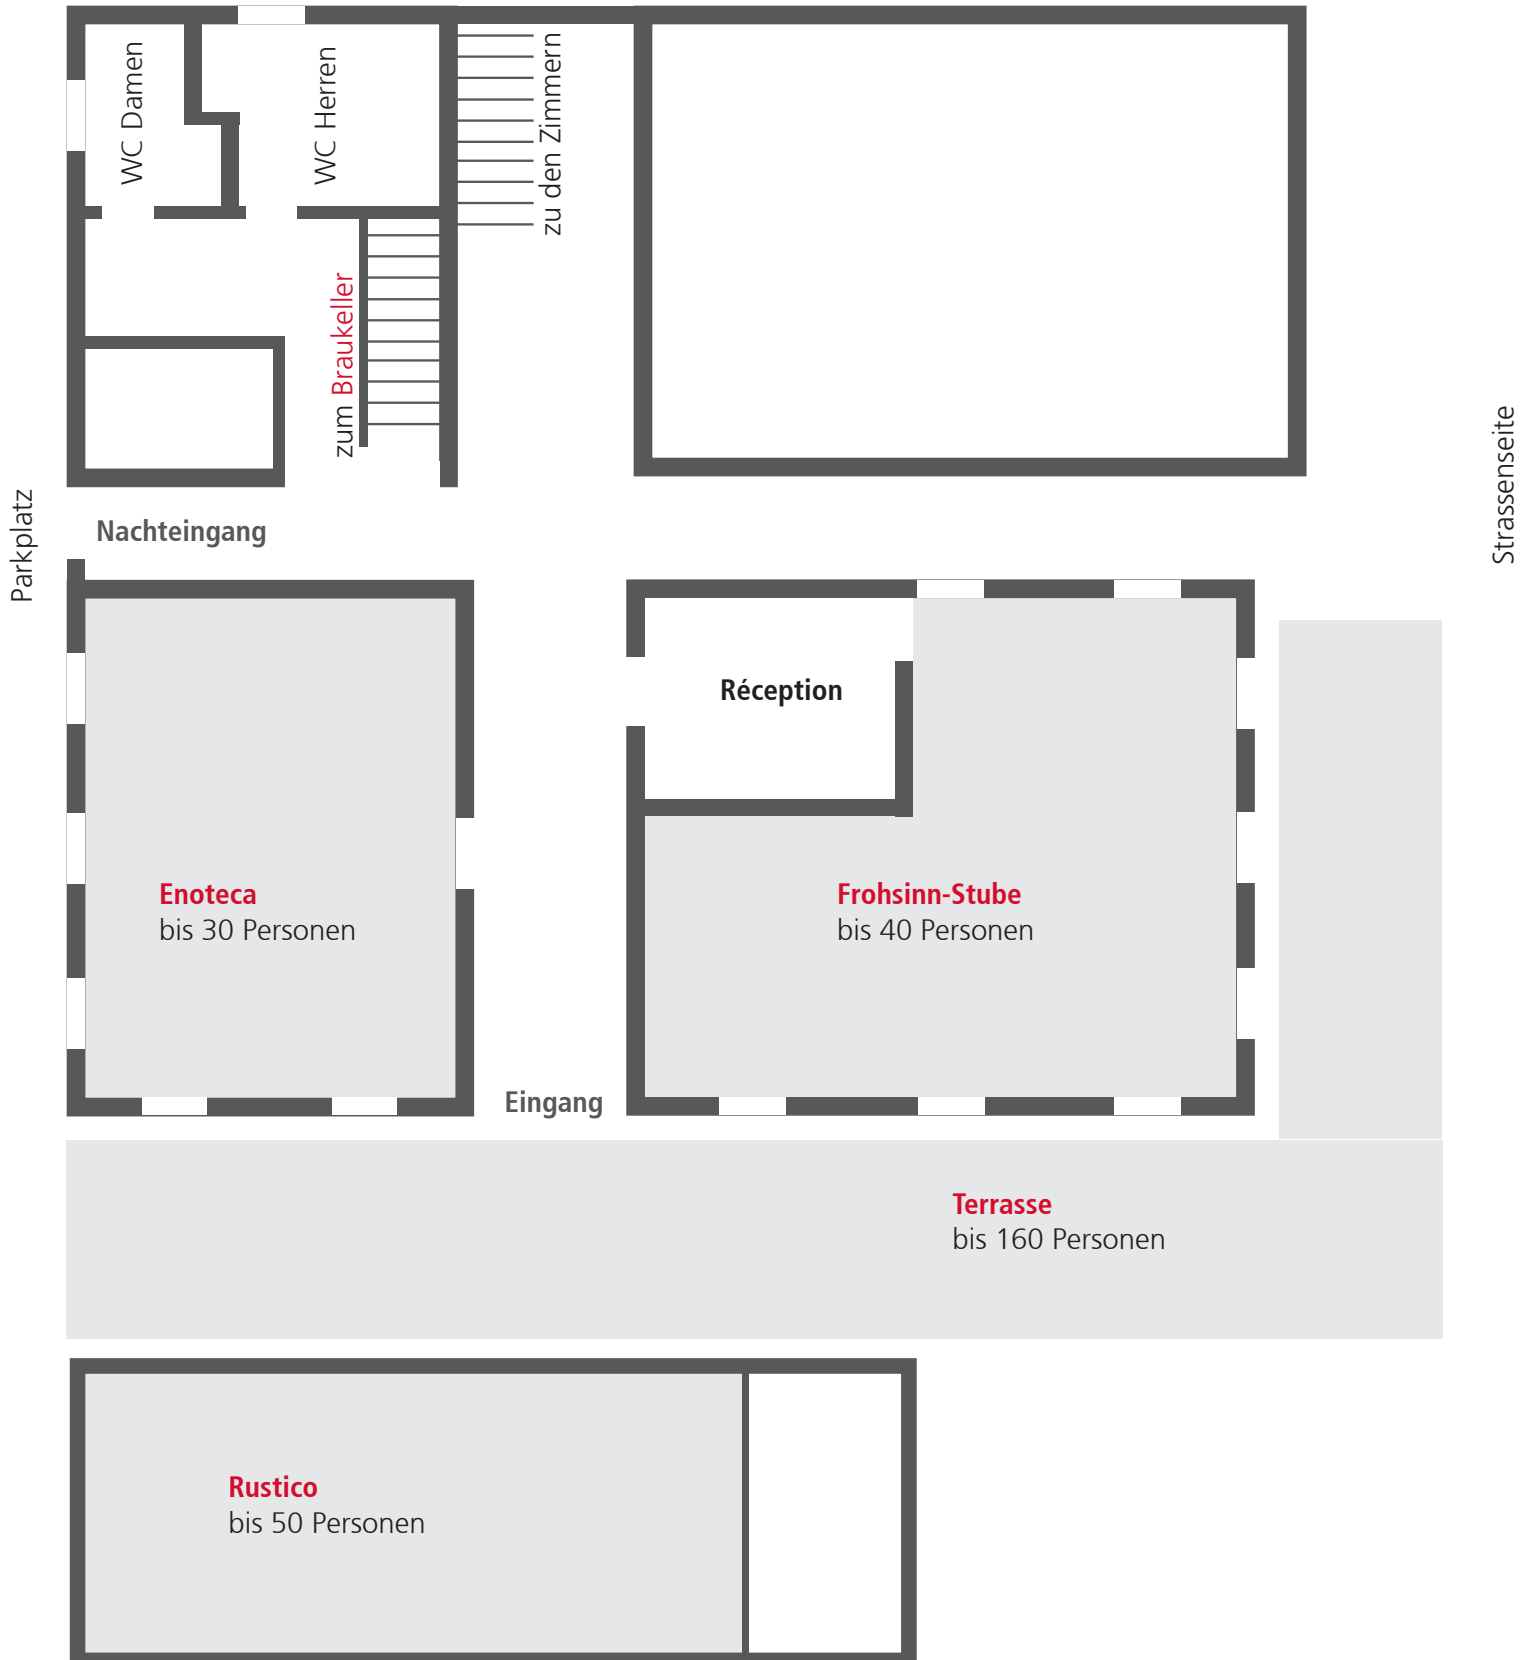 WC Damen
WC Herren
zu den Zimmern
zum Braukeller
Parkplatz
Strassenseite
Nachteingang
Réception
Enoteca
bis 30 Personen
Frohsinn-Stube
bis 40 Personen
Eingang
Terrasse
bis 160 Personen
Rustico
bis 50 Personen